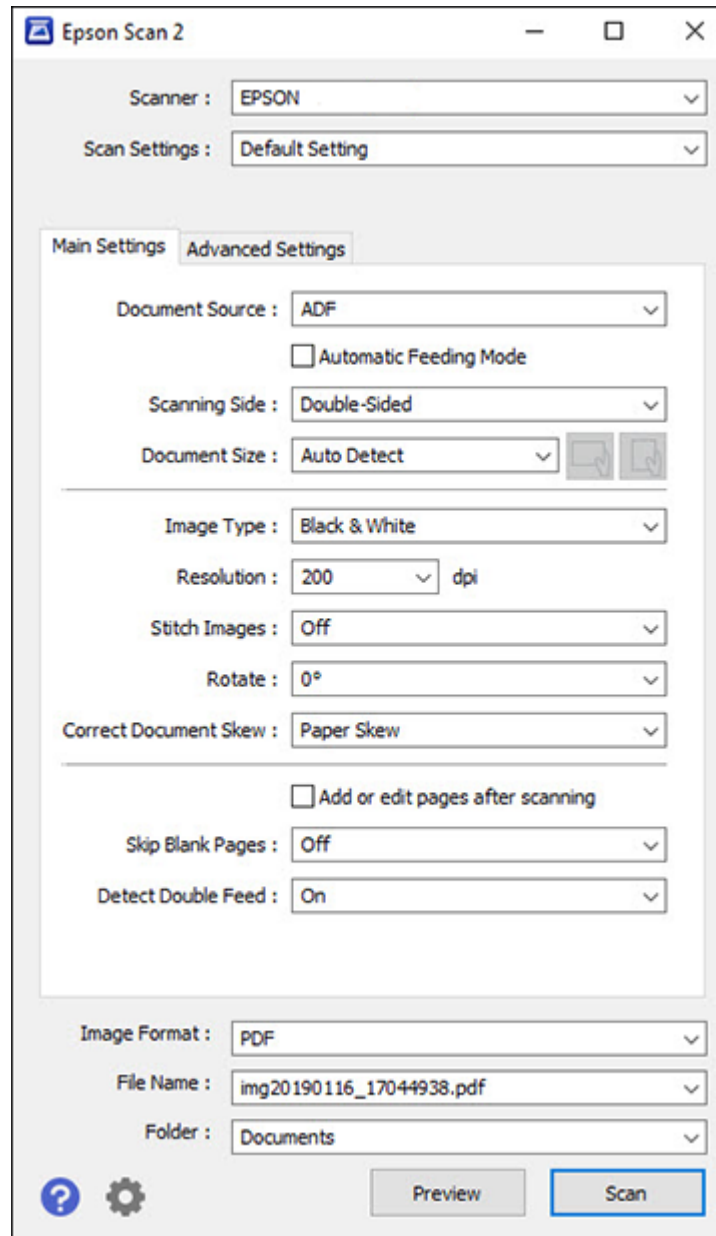 Epson Scan 2
Scanner : EPSON
Scan Settings : Default Setting
Main Settings Advanced Settings
Document Source : ADF
Automatic Feeding Mode
Scanning Side : Double-Sided
Document Size : Auto Detect
Image Type : Black & White
Resolution : 200 dpi
Stitch Images : Off
Rotate : 0°
Correct Document Skew : Paper Skew
Add or edit pages after scanning
Skip Blank Pages : Off
Detect Double Feed : On
Image Format : PDF
File Name : img20190116_17044938.pdf
Folder : Documents
? Preview Scan